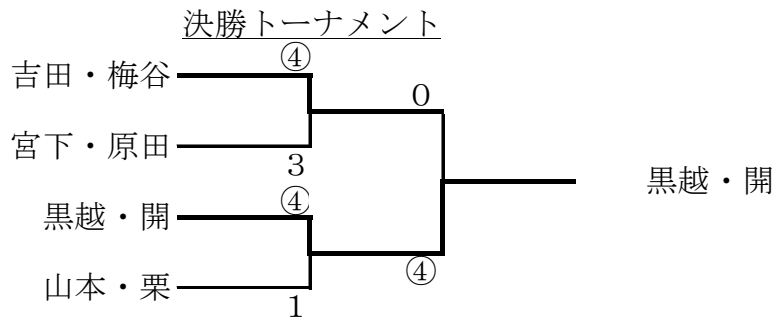 決勝トーナメント
④
吉田・梅谷
0
宮下・原田
3
黒越・開
④
黒越・開
④
山本・栗
1